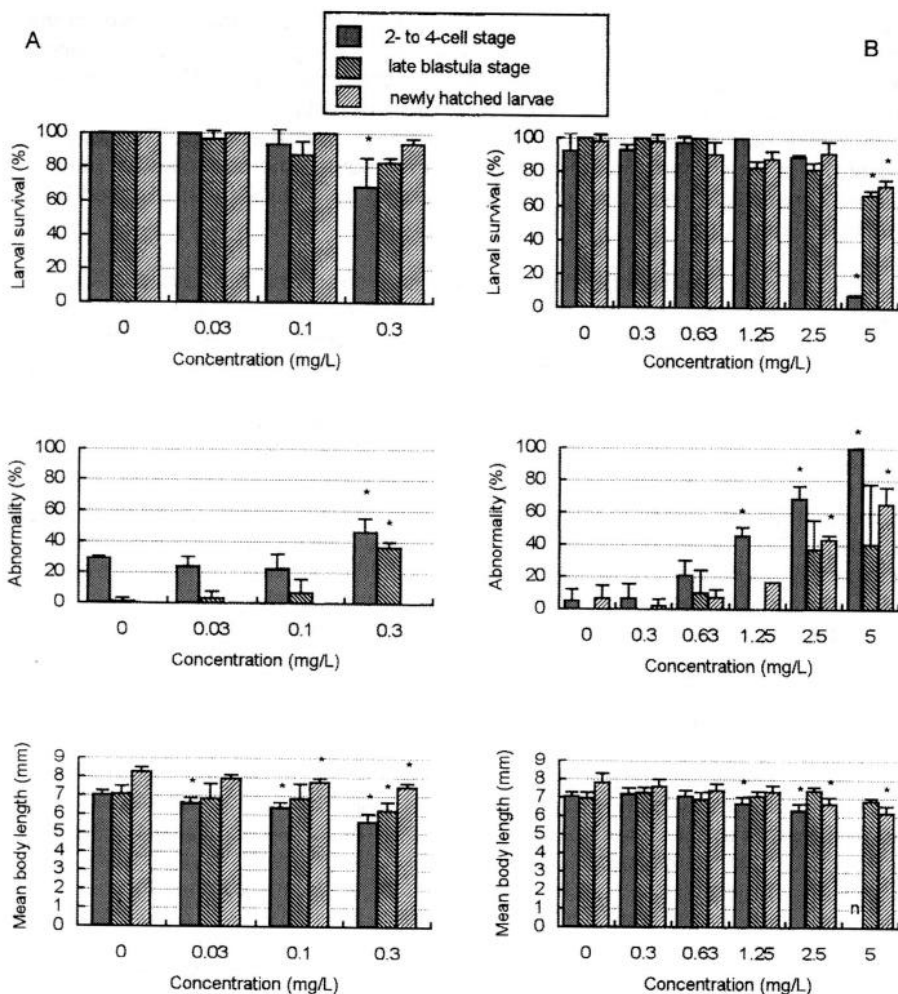 A
B
2- to 4-cell stage
late blastula stage
newly hatched larvae
Larval survival (%)
100
80
60
40
20
0
*
0 0.03 0.1 0.3
Concentration (mg/L)
Larval survival (%)
100
80
60
40
20
0
* * *
0 0.3 0.63 1.25 2.5 5
Concentration (mg/L)
Abnormality (%)
100
80
60
40
20
0
* *
0 0.03 0.1 0.3
Concentration (mg/L)
Abnormality (%)
100
80
60
40
20
0
* * * * *
0 0.3 0.63 1.25 2.5 5
Concentration (mg/L)
Mean body length (mm)
9
8
7
6
5
4
3
2
1
0
* * * * * *
0 0.03 0.1 0.3
Concentration (mg/L)
Mean body length (mm)
9
8
7
6
5
4
3
2
1
0
* * * *
n
0 0.3 0.63 1.25 2.5 5
Concentration (mg/L)